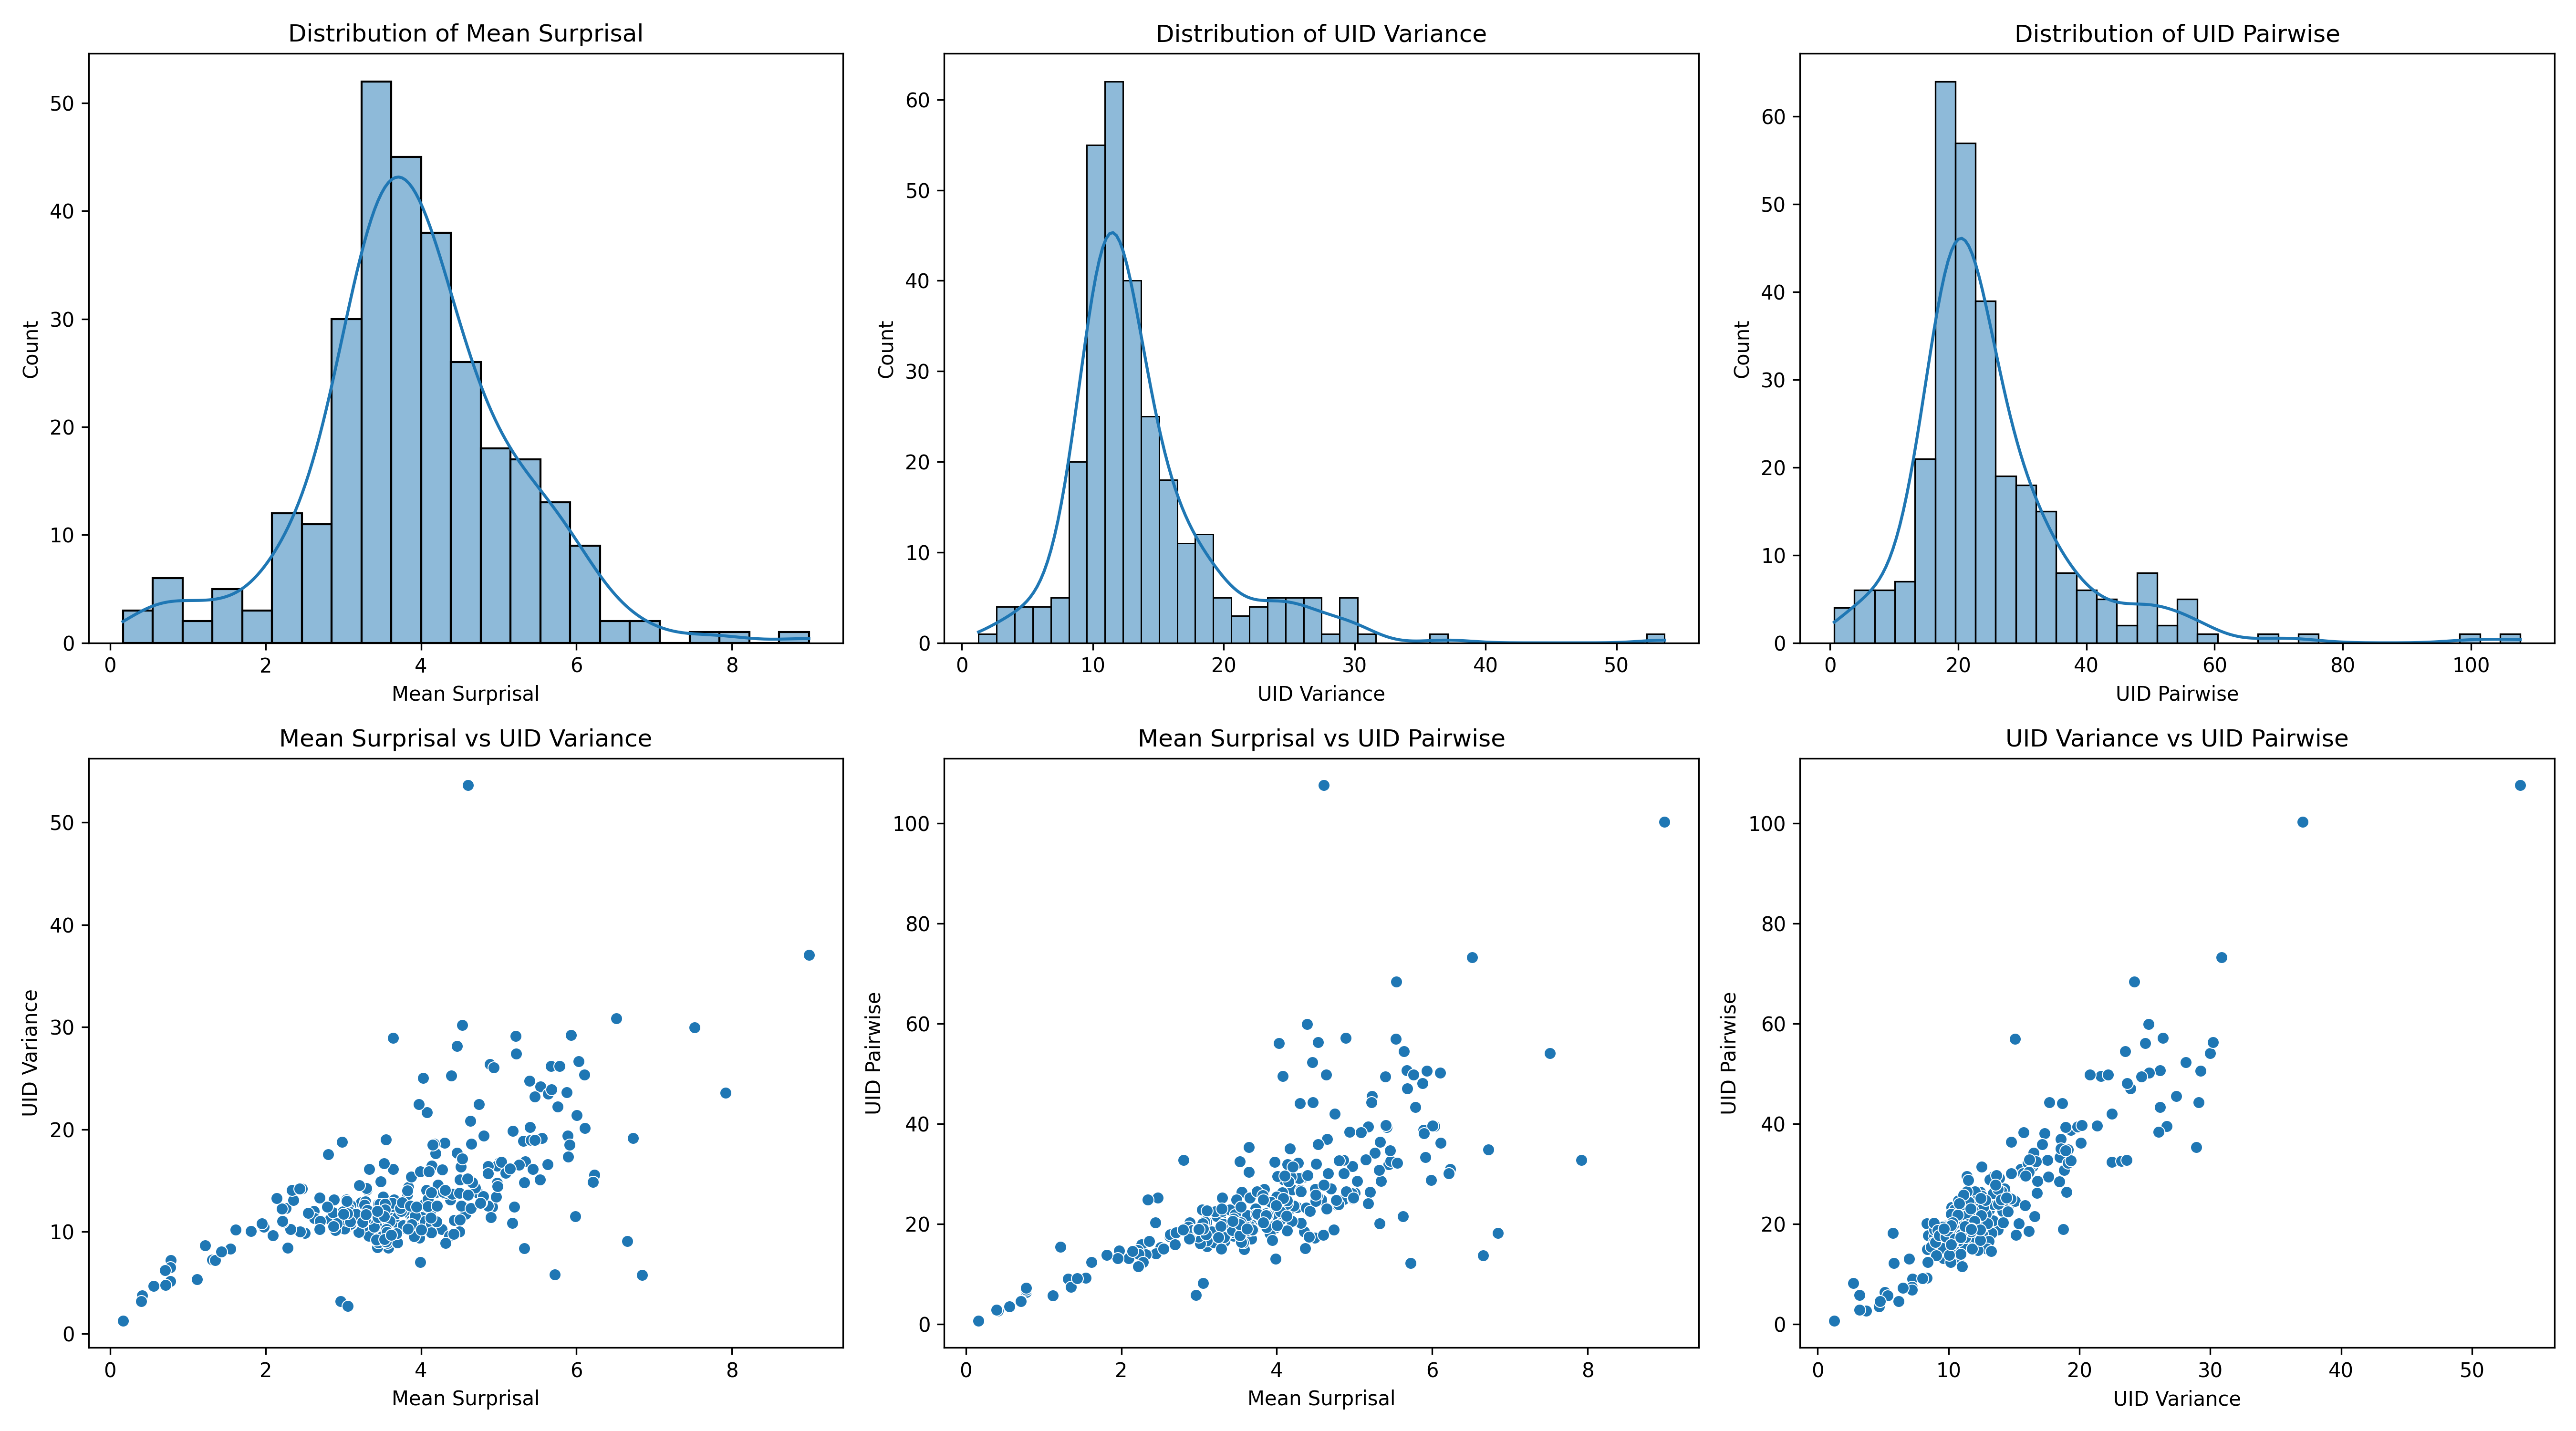 Distribution of Mean Surprisal
50
40
30
20
10
0
Count
0 2 4 6 8
Mean Surprisal
Distribution of UID Variance
60
50
40
30
20
10
0
Count
0 10 20 30 40 50
UID Variance
Distribution of UID Pairwise
60
50
40
30
20
10
0
Count
0 20 40 60 80 100
UID Pairwise
Mean Surprisal vs UID Variance
50
40
30
20
10
0
UID Variance
0 2 4 6 8
Mean Surprisal
Mean Surprisal vs UID Pairwise
100
80
60
40
20
0
UID Pairwise
0 2 4 6 8
Mean Surprisal
UID Variance vs UID Pairwise
100
80
60
40
20
0
UID Pairwise
0 10 20 30 40 50
UID Variance